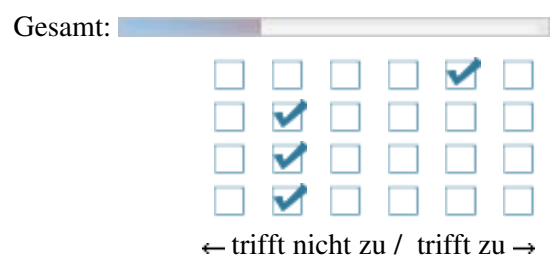 Gesamt:
← trifft nicht zu / trifft zu →